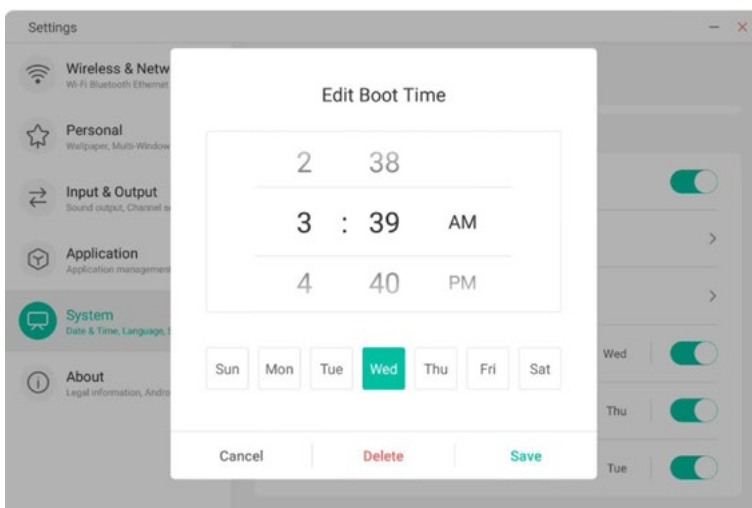 Settings
Wireless & Netw
Wi-Fi Bluetooth Ethernet
Personal
Wallpaper, Multi-Window
Input & Output
Sound output, Channel
Application
Application management
System
Date & Time, Language,
About
Legal information, Andro
Edit Boot Time
2 38
3 : 39 AM
4 40 PM
Sun Mon Tue Wed Thu Fri Sat
Cancel Delete Save
Wed
Thu
Tue